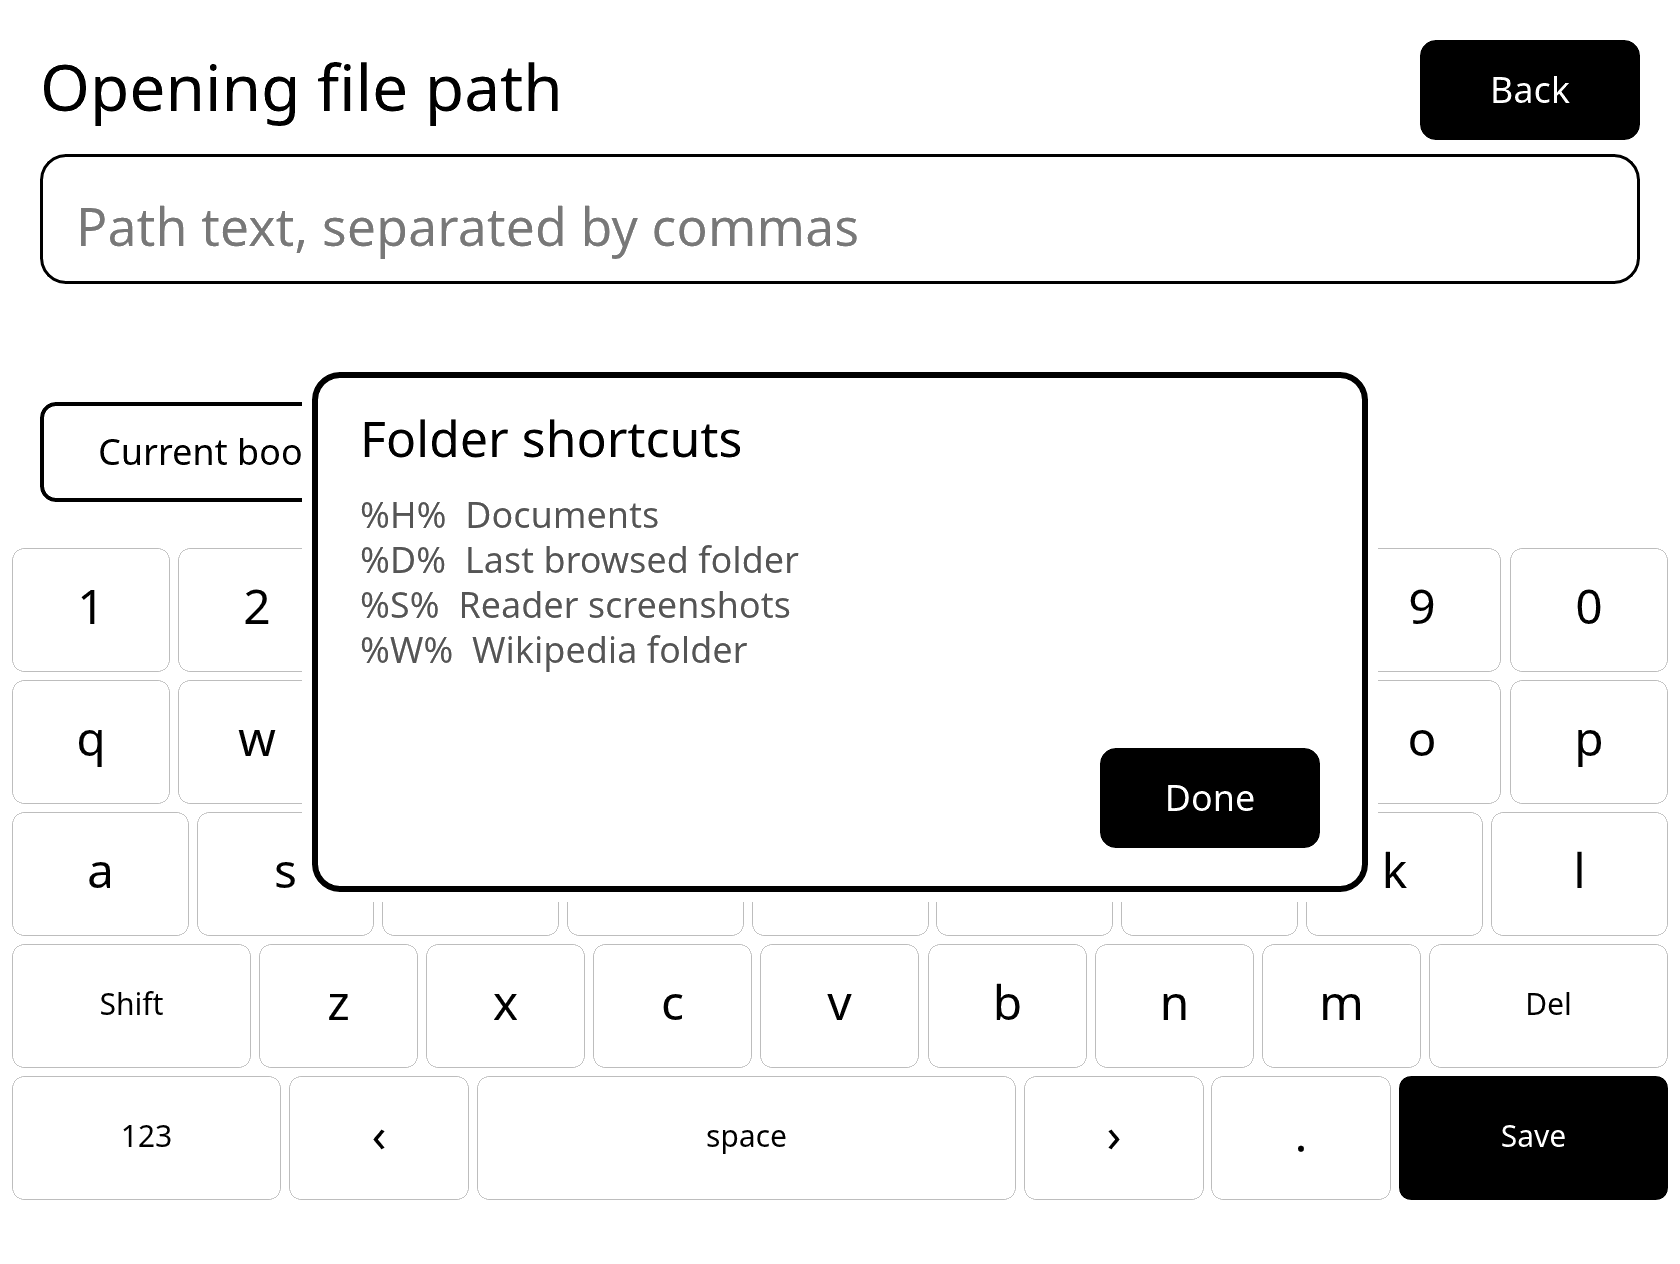 Opening file path
Back
Path text, separated by commas
Current boo
Folder shortcuts
%H% Documents
%D% Last browsed folder
%S% Reader screenshots
%W% Wikipedia folder
Done
1 2 9 0
q w o p
a s k l
Shift z x c v b n m Del
123 ‹ space › . Save